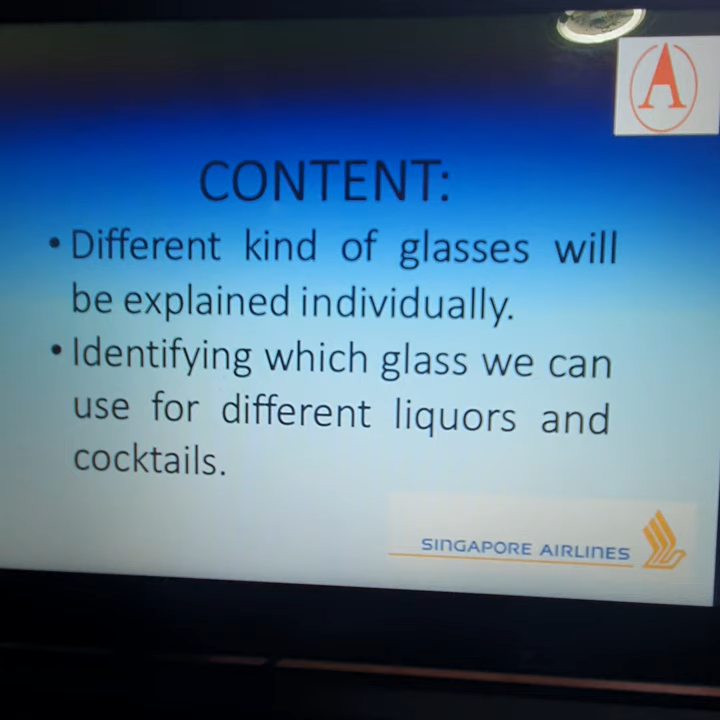 A
CONTENT:
• Different kind of glasses will
be explained individually.
• Identifying which glass we can
use for different liquors and
cocktails.
SINGAPORE AIRLINES